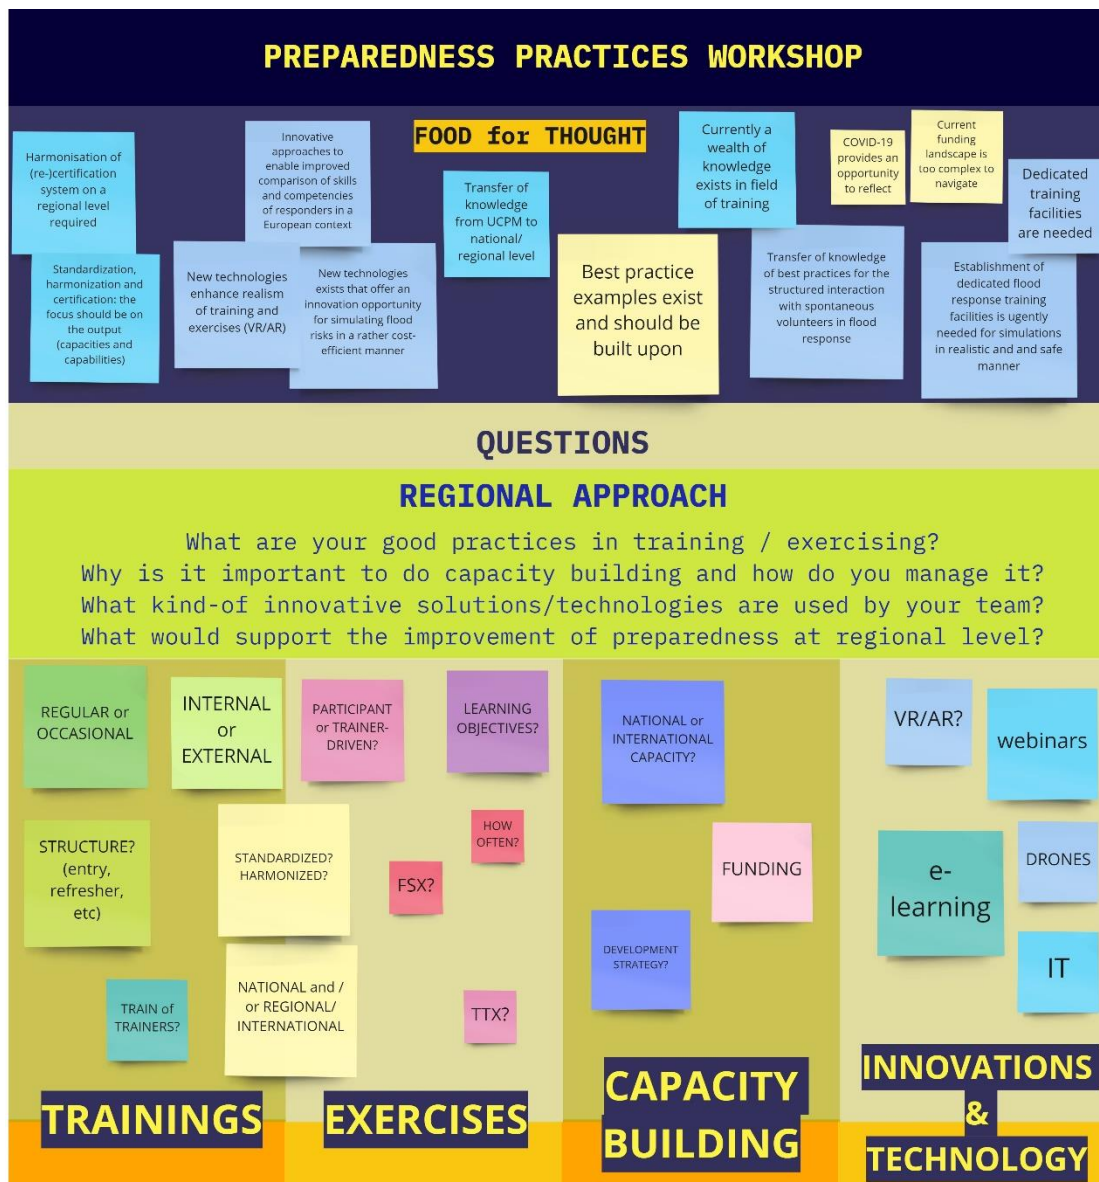 PREPAREDNESS PRACTICES WORKSHOP
FOOD for THOUGHT
Harmonisation of
(re-)certification
system on a
regional level
required
Standardization,
harmonization and
certification: the
focus should be on
the output
(capacities and
capabilities)
Innovative
approaches to
enable improved
comparison of skills
and competencies
of responders in a
European context
New technologies
enhance realism
of training and
exercises (VR/AR)
New technologies
exists that offer an
innovation opportunity
for simulating flood
risks in a rather cost-
efficient manner
Transfer of
knowledge
from UCPM to
national/
regional level
Best practice
examples exist
and should be
built upon
Currently a
wealth of
knowledge
exists in field
of training
Transfer of knowledge
of best practices for the
structured interaction
with spontaneous
volunteers in flood
response
COVID-19
provides an
opportunity
to reflect
Current
funding
landscape is
too complex to
navigate
Dedicated
training
facilities
are needed
Establishment of
dedicated flood
response training
facilities is ugently
needed for simulations
in realistic and and safe
manner
QUESTIONS
REGIONAL APPROACH
What are your good practices in training / exercising?
Why is it important to do capacity building and how do you manage it?
What kind-of innovative solutions/technologies are used by your team?
What would support the improvement of preparedness at regional level?
REGULAR or
OCCASIONAL
INTERNAL
or
EXTERNAL
STRUCTURE?
(entry,
refresher,
etc)
STANDARDIZED?
HARMONIZED?
TRAIN of
TRAINERS?
NATIONAL and /
or REGIONAL/
INTERNATIONAL
TRAININGS
PARTICIPANT
or TRAINER-
DRIVEN?
LEARNING
OBJECTIVES?
HOW
OFTEN?
FSX?
TTX?
EXERCISES
NATIONAL or
INTERNATIONAL
CAPACITY?
FUNDING
DEVELOPMENT
STRATEGY?
CAPACITY
BUILDING
VR/AR?
webinars
e-
learning
DRONES
IT
INNOVATIONS
&
TECHNOLOGY